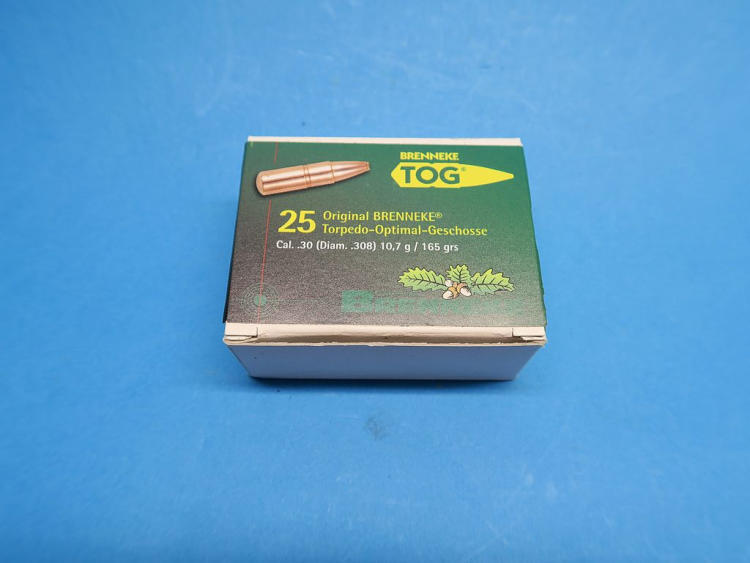 BRENNEKE
TOG®
25 Original BRENNEKE®
Torpedo-Optimal-Geschosse
Cal. .30 (Diam. .308) 10,7 g / 165 grs